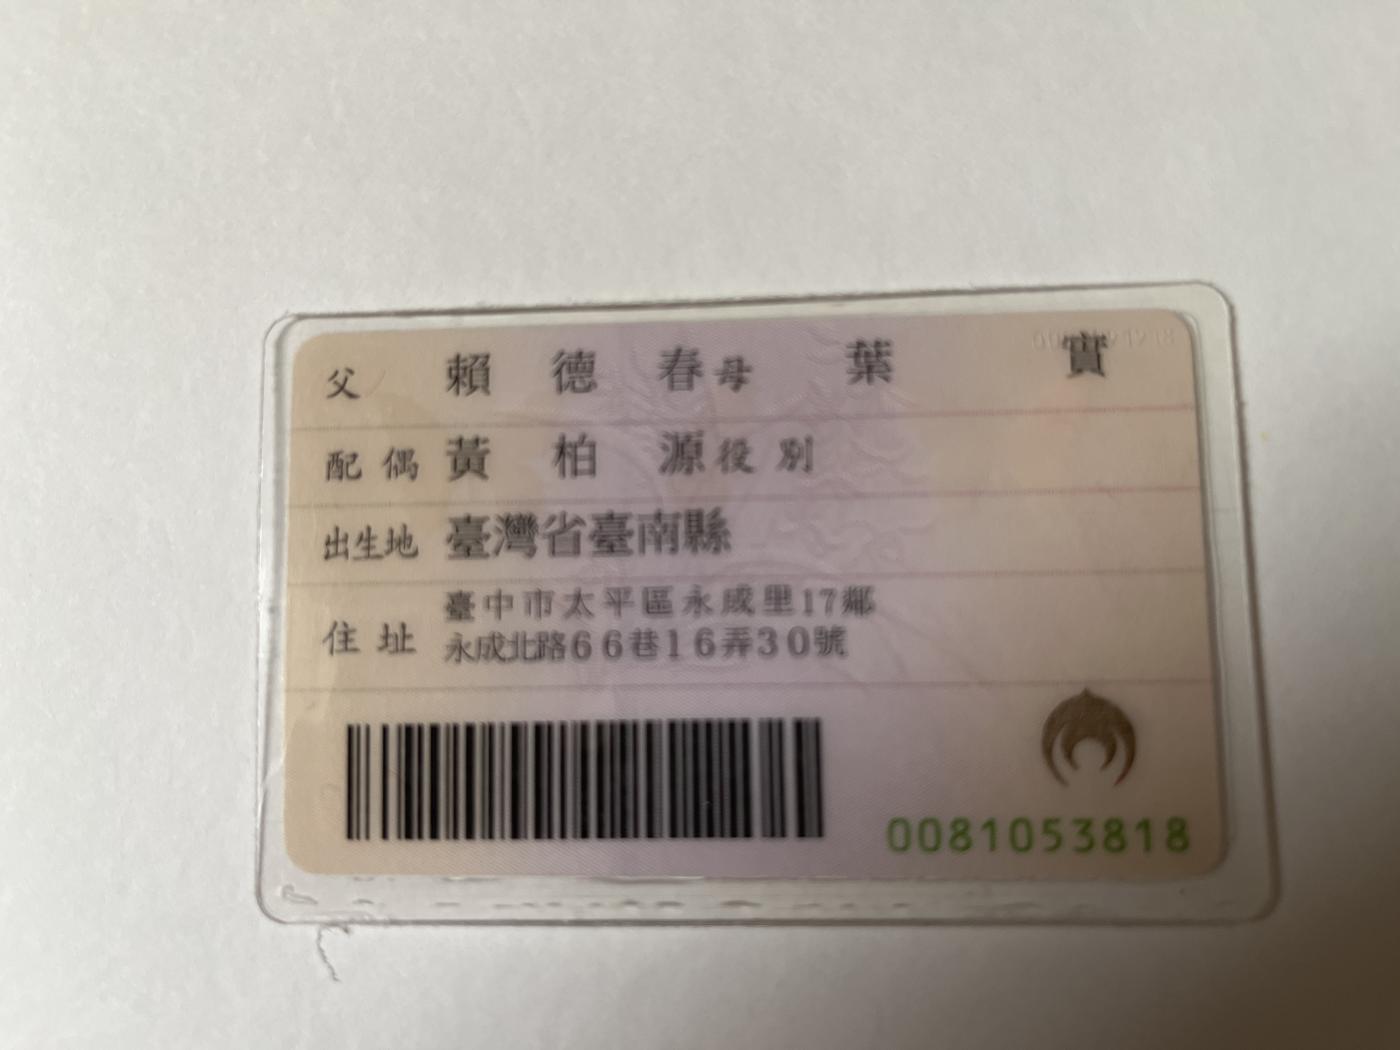 父 賴德春 母 葉實
配偶 黃柏源 役別
出生地 臺灣省臺南縣
住址 臺中市太平區永成里17鄰
永成北路66巷16弄30號
0081053818